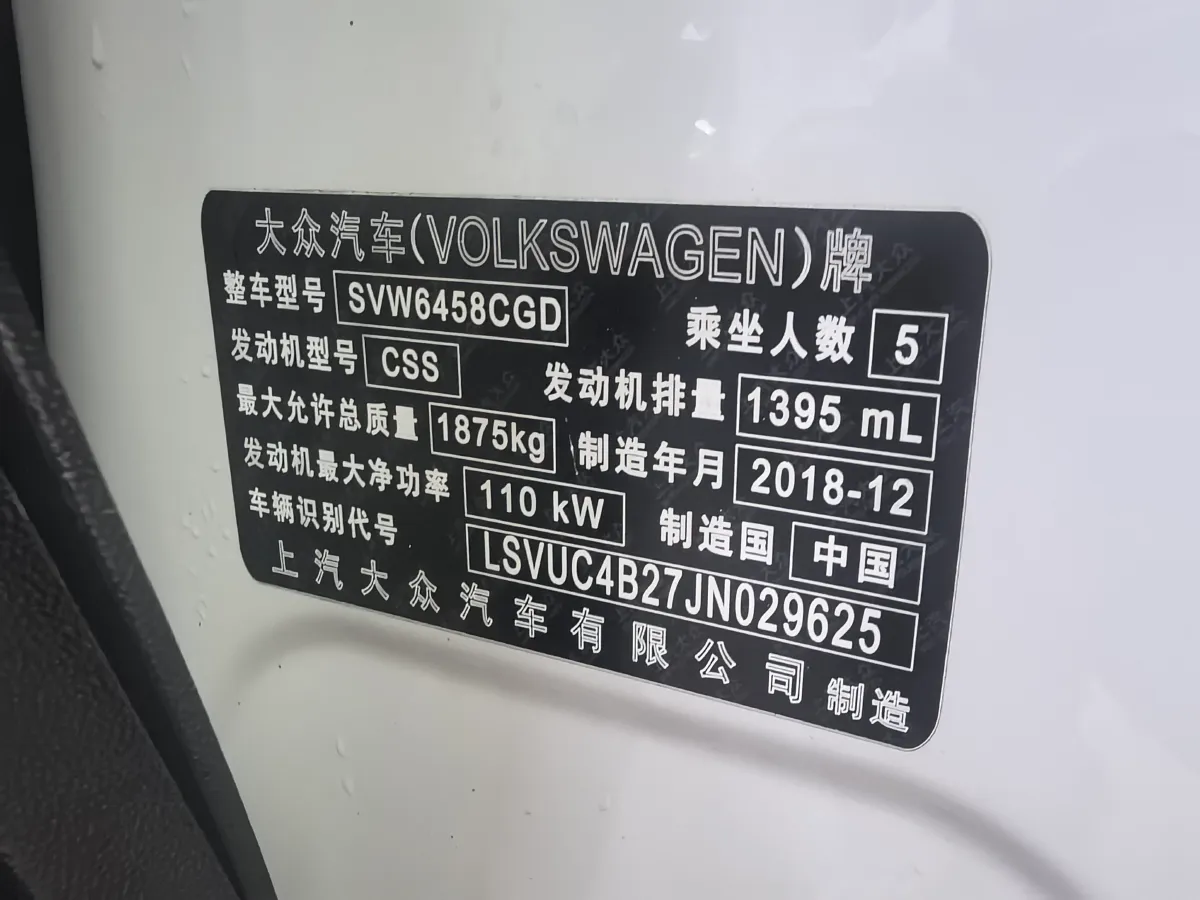 大众汽车(VOLKSWAGEN)牌
整车型号 SVW6458CGD 乘坐人数 5
发动机型号 CSS 发动机排量 1395 mL
最大允许总质量 1875kg 制造年月 2018-12
发动机最大净功率 110 kW 制造国 中国
车辆识别代号 LSVUC4B27JN029625
上汽大众汽车有限公司制造